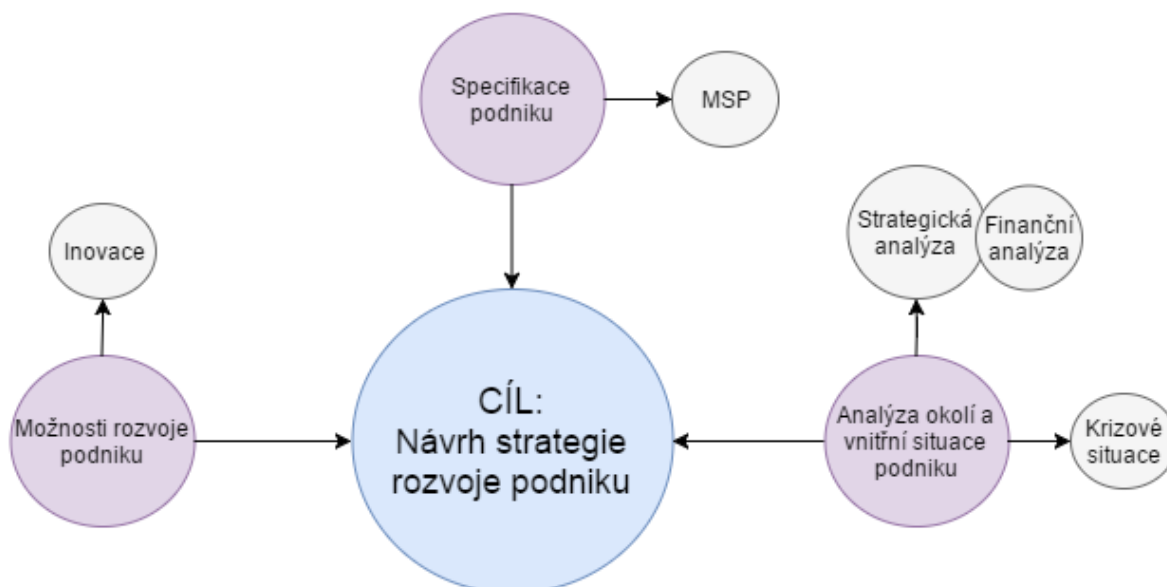 Specifikace
podniku
MSP
Strategická
analýza
Finanční
analýza
Inovace
Možnosti rozvoje
podniku
CÍL:
Návrh strategie
rozvoje podniku
Analýza okolí a
vnitřní situace
podniku
Krizové
situace